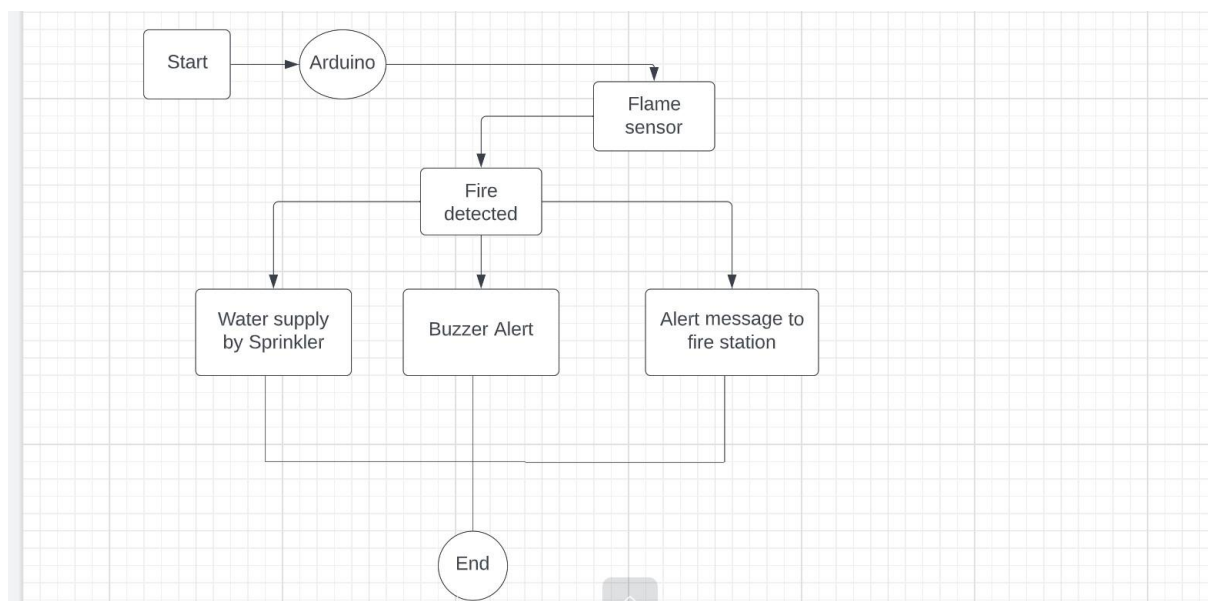 Start
Arduino
Flame
sensor
Fire
detected
Water supply
by Sprinkler
Buzzer Alert
Alert message to
fire station
End